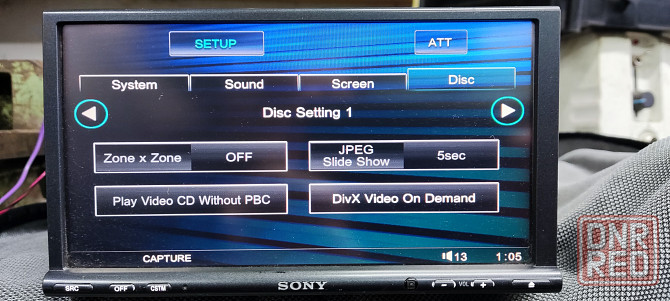 SETUP
ATT
System Sound Screen Disc
Disc Setting 1
Zone x Zone OFF
JPEG
Slide Show 5sec
Play Video CD Without PBC
DivX Video On Demand
CAPTURE 13 1:05
SRC OFF CSTM SONY - VOL +
DNR
RED